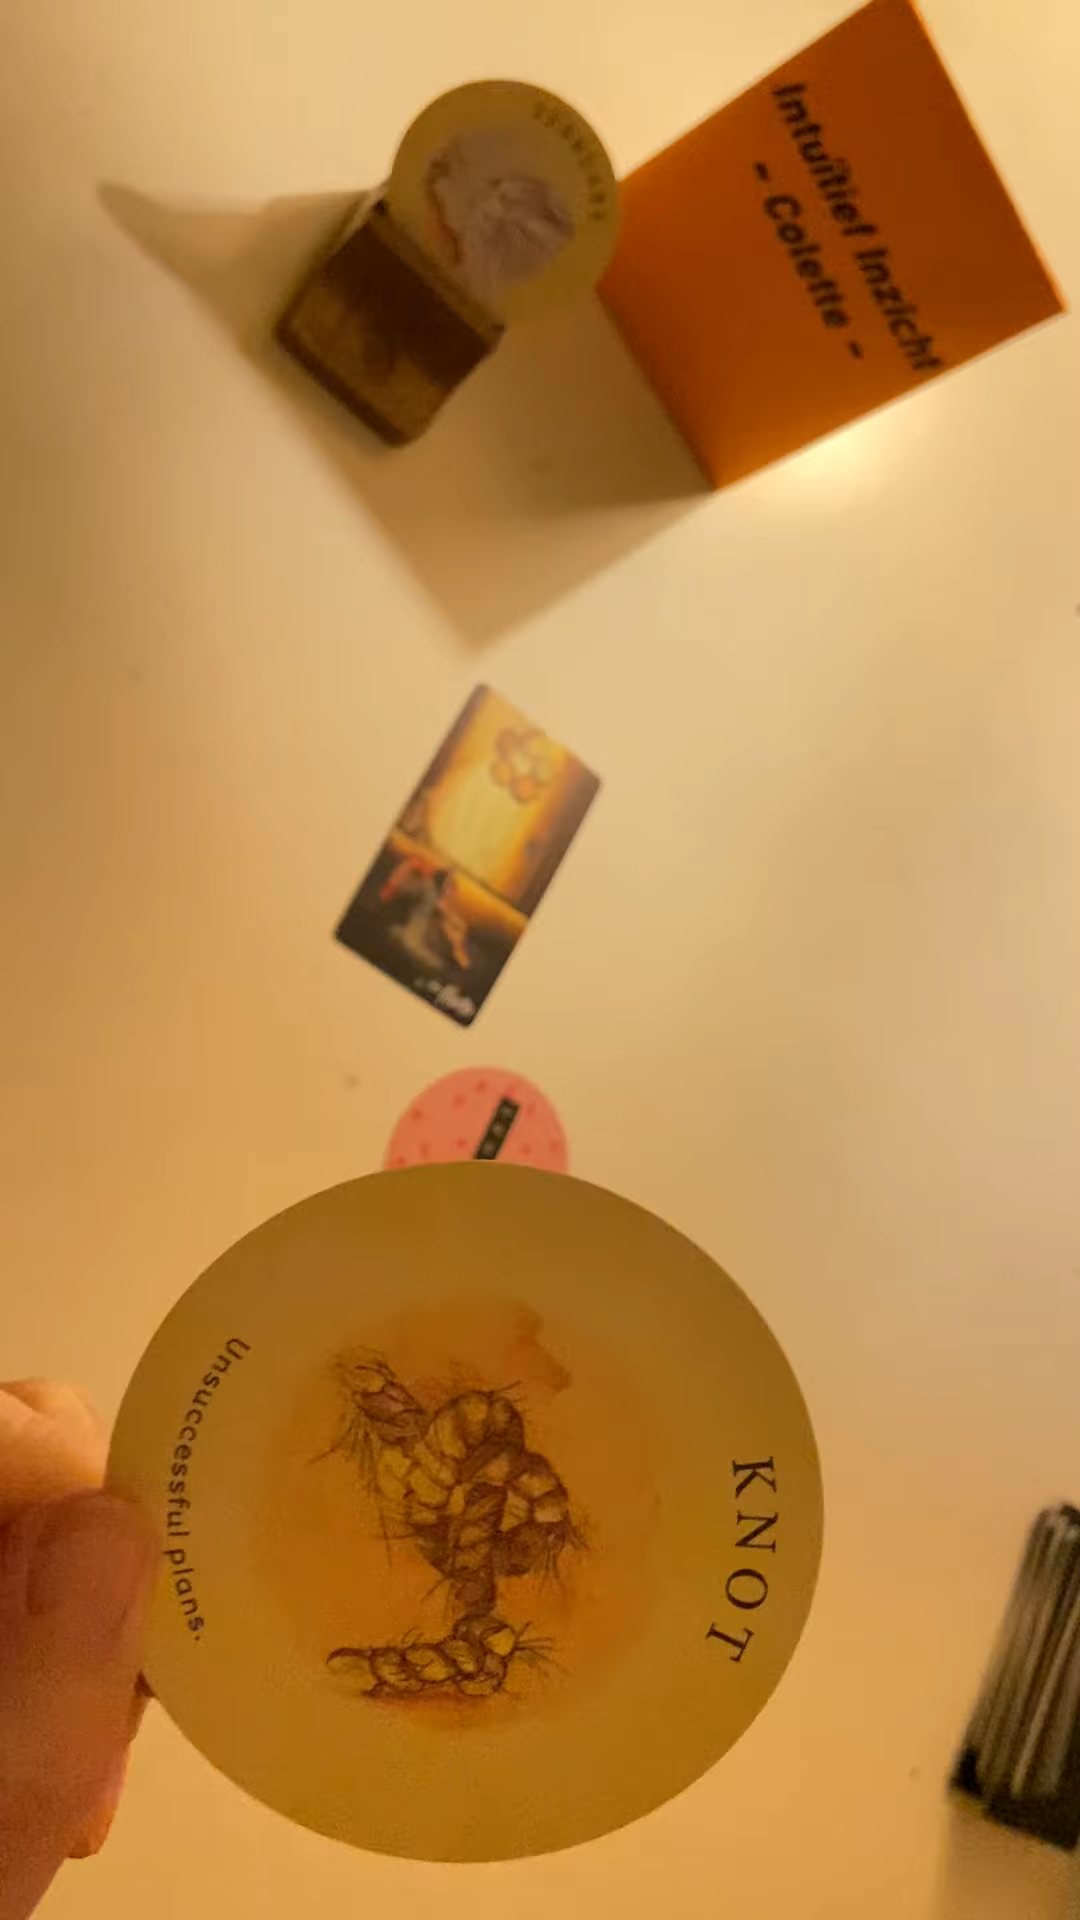 Intuïtief Inzicht
- Colette -
KNOT
Unsuccessful plans.